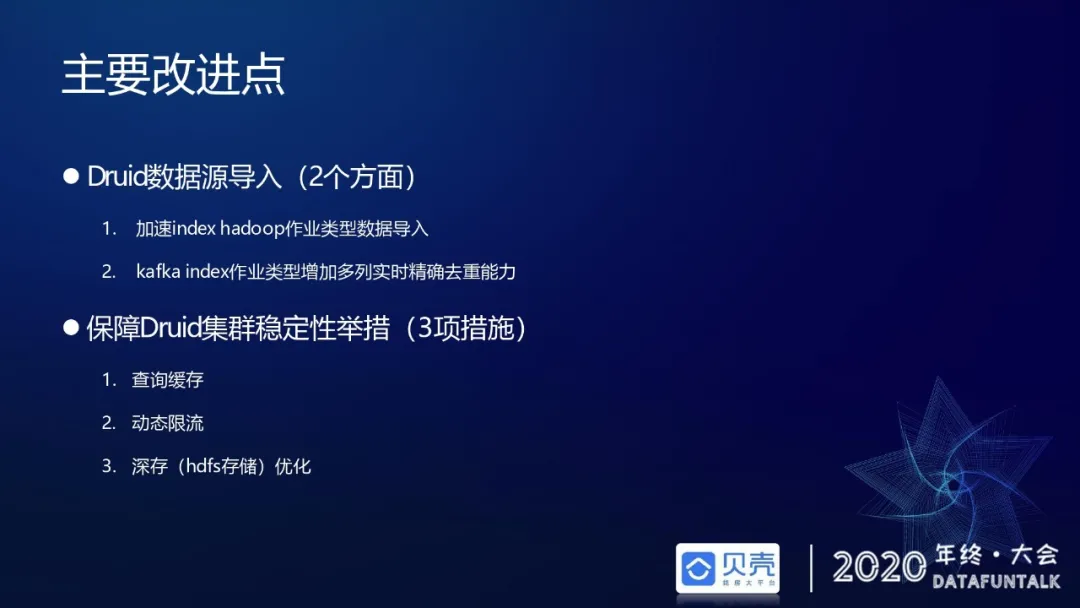 主要改进点
● Druid数据源导入（2个方面）
1. 加速index hadoop作业类型数据导入
2. kafka index作业类型增加多列实时精确去重能力
● 保障Druid集群稳定性举措（3项措施）
1. 查询缓存
2. 动态限流
3. 深存（hdfs存储）优化
贝壳
找房大平台
2020
年终·大会
DATAFUNTALK